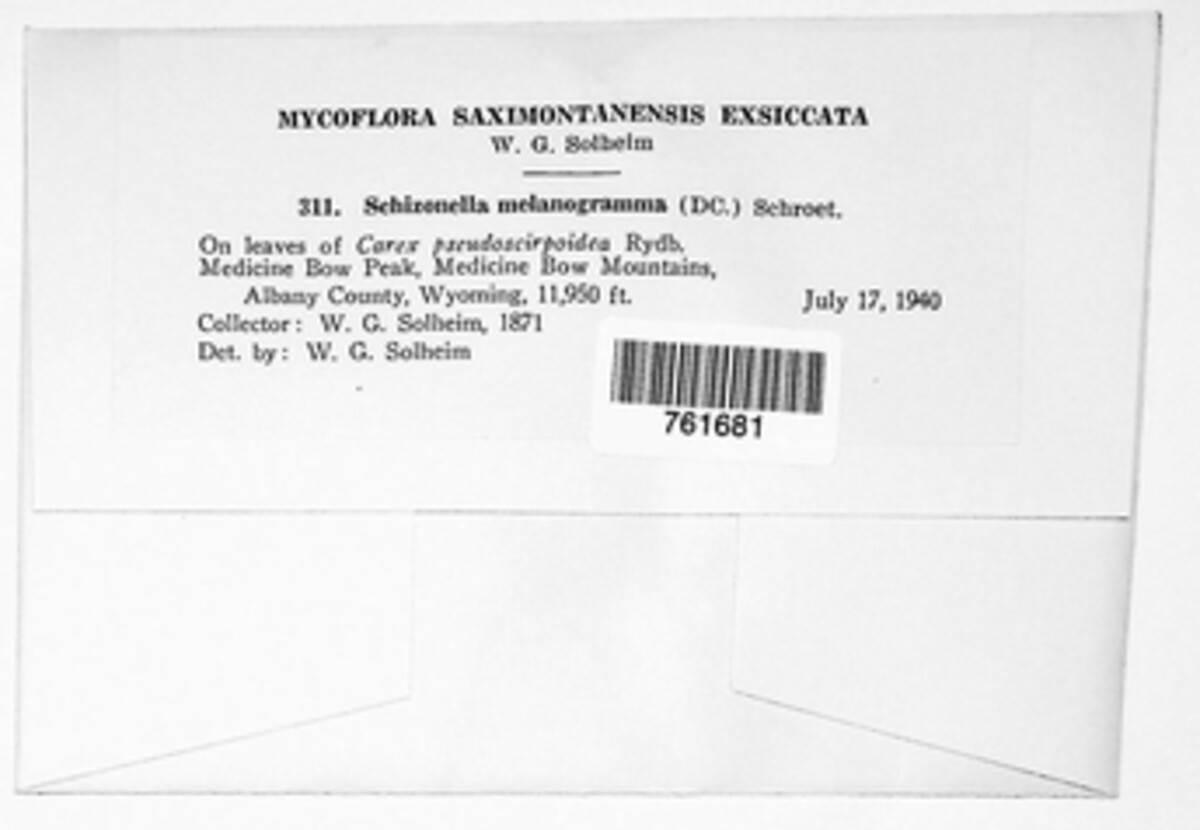 MYCOFLORA SAXIMONTANENSIS EXSICCATA
W. G. Solheim
311. Schizonella melanogramma (DC.) Schroet.
On leaves of Carex pseudoscirpoidea Rydb.
Medicine Bow Peak, Medicine Bow Mountains,
Albany County, Wyoming, 11,950 ft. July 17, 1940
Collector: W. G. Solheim, 1871
Det. by: W. G. Solheim
761681